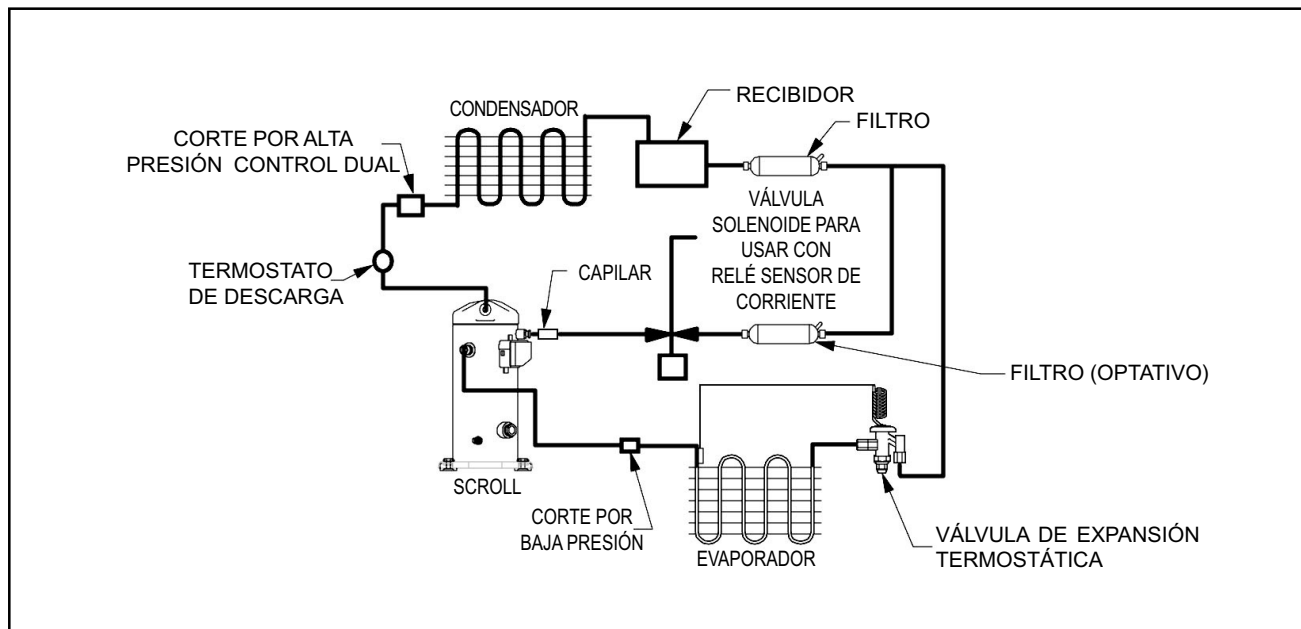 CONDENSADOR
RECIBIDOR
FILTRO
CORTE POR ALTA
PRESIÓN CONTROL DUAL
VÁLVULA
SOLENOIDE PARA
USAR CON
RELÉ SENSOR DE
CORRIENTE
TERMOSTATO
DE DESCARGA
CAPILAR
FILTRO (OPTATIVO)
SCROLL
CORTE POR
BAJA PRESIÓN
EVAPORADOR
VÁLVULA DE EXPANSIÓN
TERMOSTÁTICA